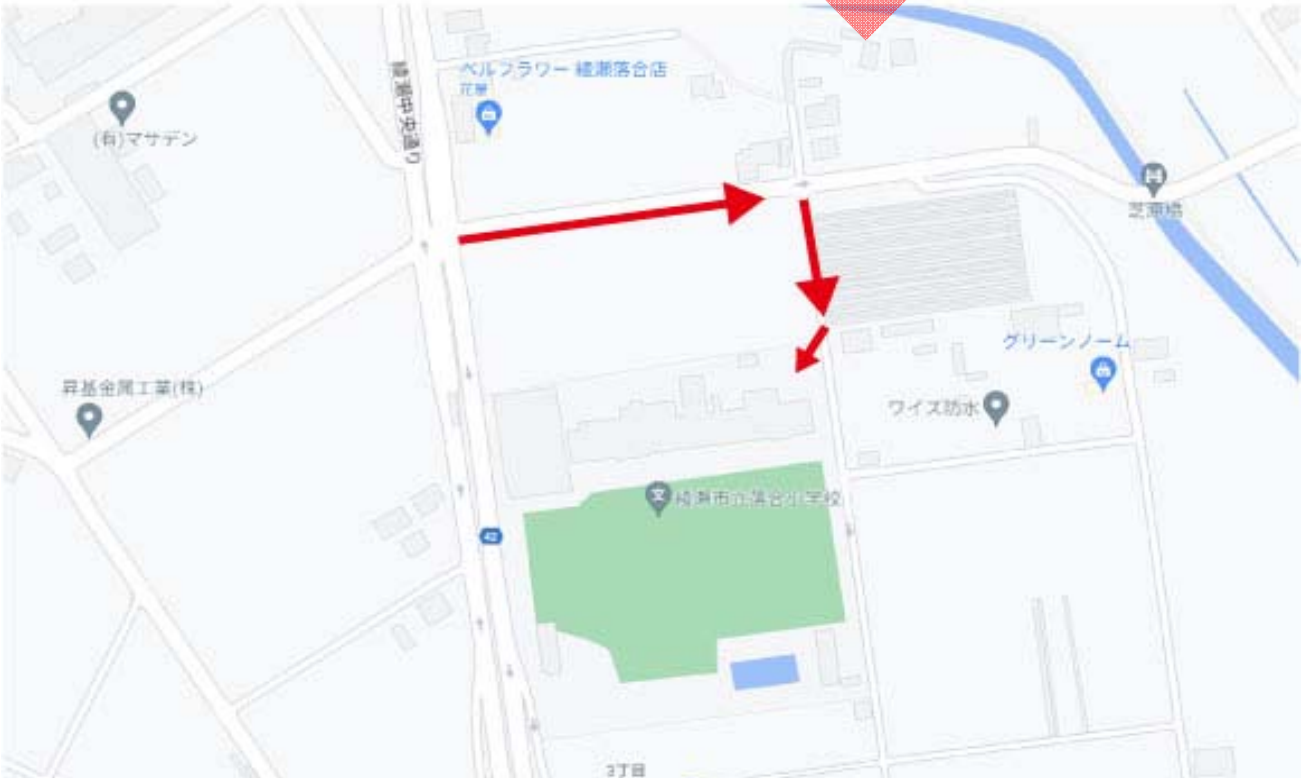 ベルフラワー 綾瀬落合店
花屋
綾瀬中央通り
(有)マサデン
芝原橋
グリーンノーム
昇基金属工業(株)
ワイズ防水
綾瀬市立落合小学校
42
3丁目